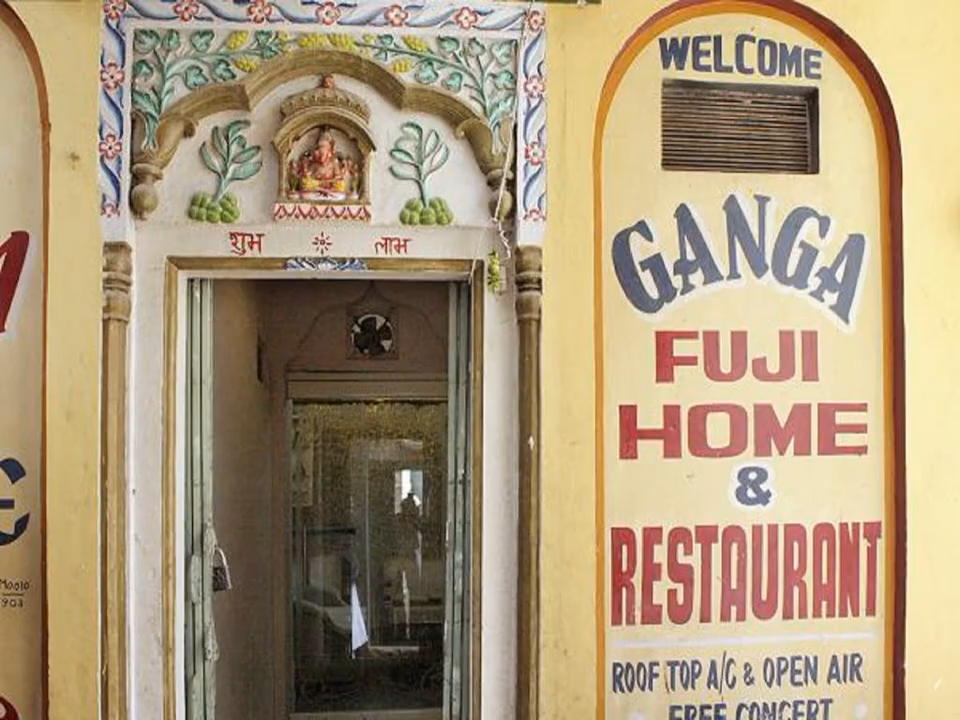 शुभ लाभ
WELCOME
GANGA
FUJI
HOME
&
RESTAURANT
ROOF TOP A/C & OPEN AIR
FREE CONCERT